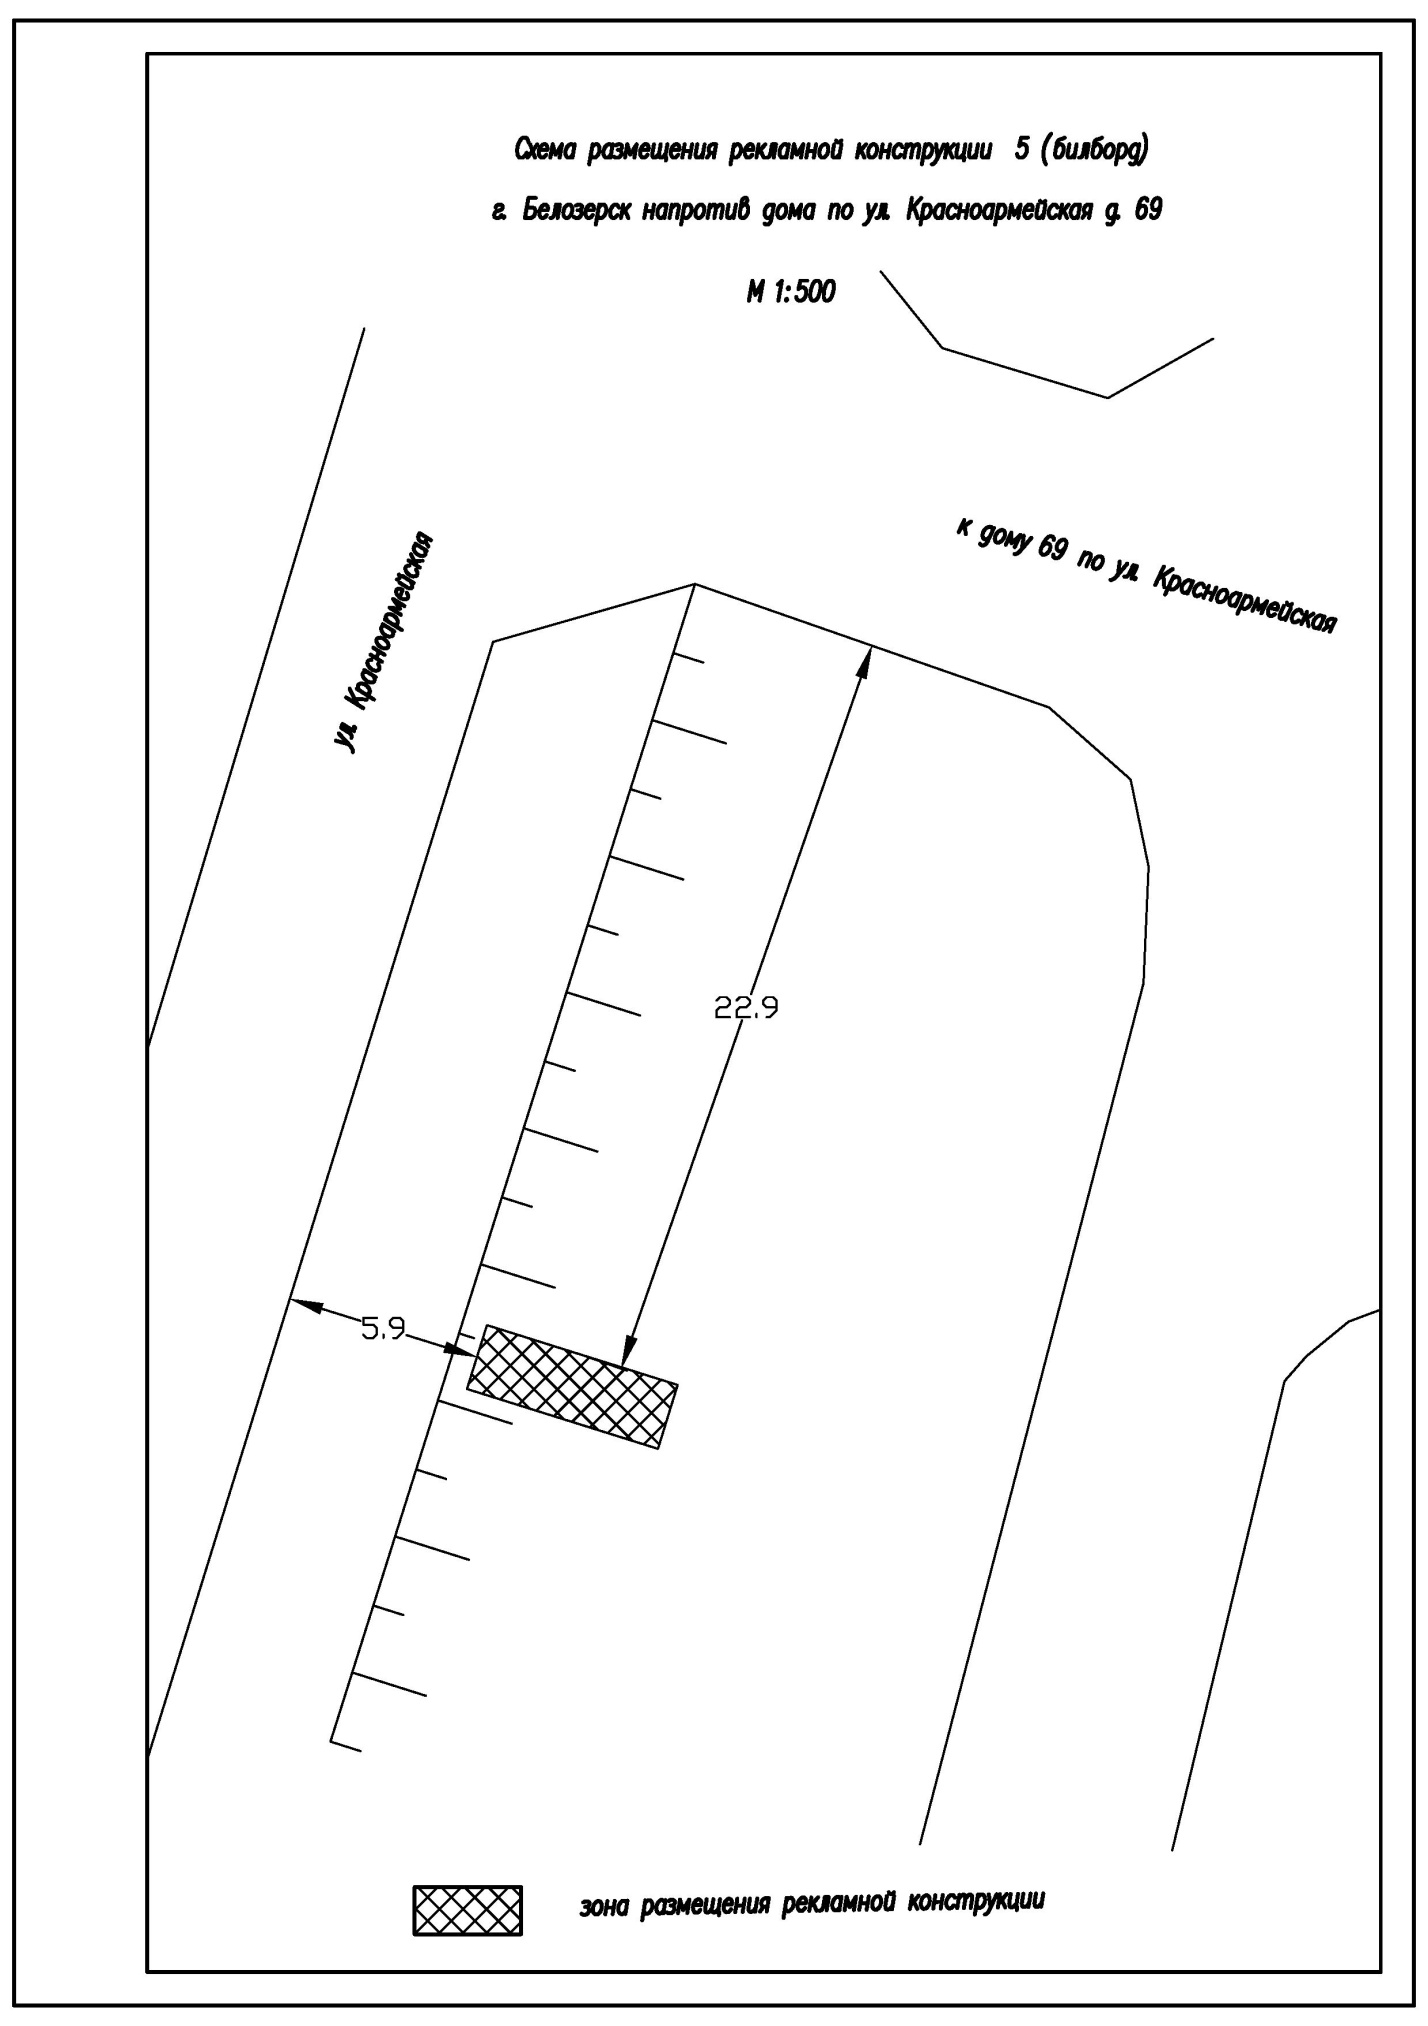 Схема размещения рекламной конструкции 5 (билборд)
г. Белозерск напротив дома по ул. Красноармейская д. 69
М 1:500
к дому 69 по ул. Красноармейская
ул. Красноармейская
22.9
5.9
зона размещения рекламной конструкции